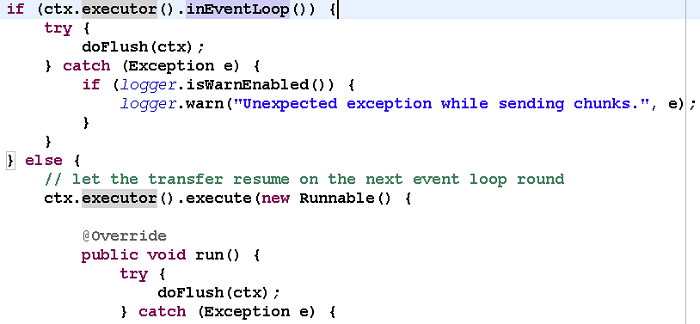 if (ctx.executor().inEventLoop()) {
try {
doFlush(ctx);
} catch (Exception e) {
if (logger.isWarnEnabled()) {
logger.warn("Unexpected exception while sending chunks.", e);
}
}
} else {
// let the transfer resume on the next event loop round
ctx.executor().execute(new Runnable() {
@Override
public void run() {
try {
doFlush(ctx);
} catch (Exception e) {